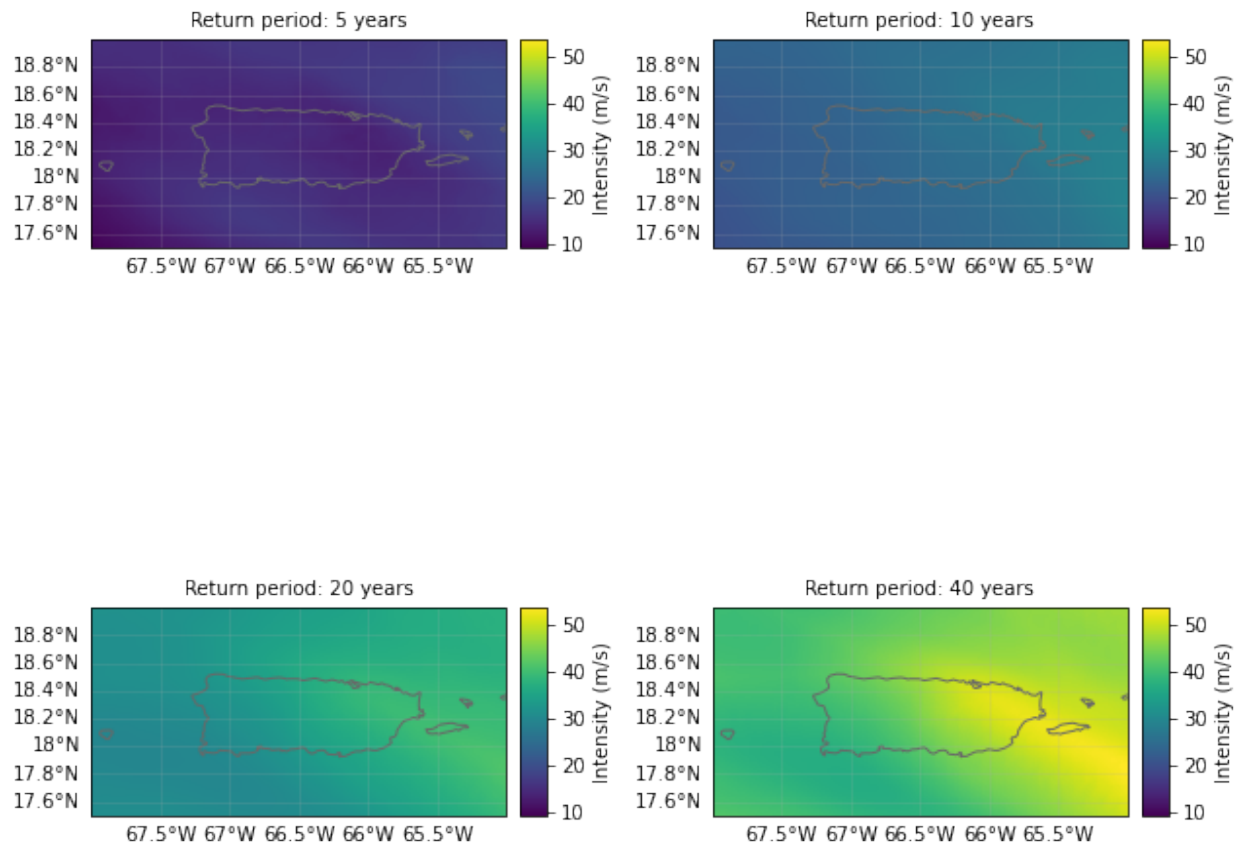 Return period: 5 years
18.8°N
18.6°N
18.4°N
18.2°N
18°N
17.8°N
17.6°N
67.5°W 67°W 66.5°W 66°W 65.5°W
50
40
30
20
10
Intensity (m/s)
Return period: 10 years
18.8°N
18.6°N
18.4°N
18.2°N
18°N
17.8°N
17.6°N
67.5°W 67°W 66.5°W 66°W 65.5°W
50
40
30
20
10
Intensity (m/s)
Return period: 20 years
18.8°N
18.6°N
18.4°N
18.2°N
18°N
17.8°N
17.6°N
67.5°W 67°W 66.5°W 66°W 65.5°W
50
40
30
20
10
Intensity (m/s)
Return period: 40 years
18.8°N
18.6°N
18.4°N
18.2°N
18°N
17.8°N
17.6°N
67.5°W 67°W 66.5°W 66°W 65.5°W
50
40
30
20
10
Intensity (m/s)